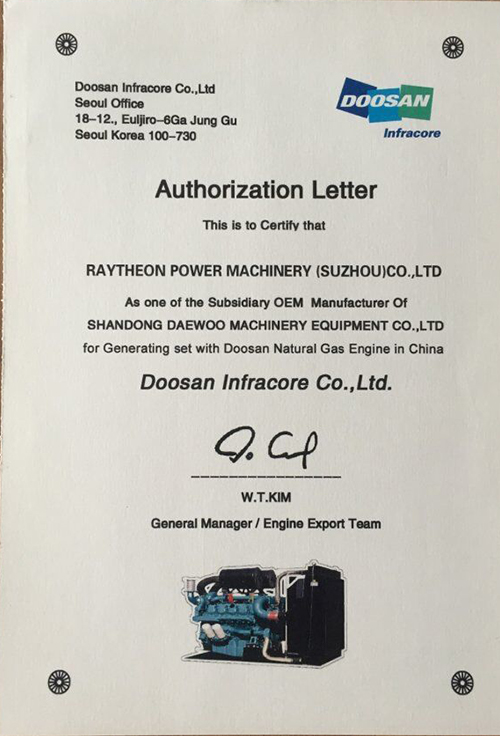 Doosan Infracore Co.,Ltd
Seoul Office
18-12., Euljiro-6Ga Jung Gu
Seoul Korea 100-730
DOOSAN
Infracore
Authorization Letter
This is to Certify that
RAYTHEON POWER MACHINERY (SUZHOU)CO.,LTD
As one of the Subsidiary OEM Manufacturer Of
SHANDONG DAEWOO MACHINERY EQUIPMENT CO.,LTD
for Generating set with Doosan Natural Gas Engine in China
Doosan Infracore Co.,Ltd.
W.T.KIM
General Manager / Engine Export Team